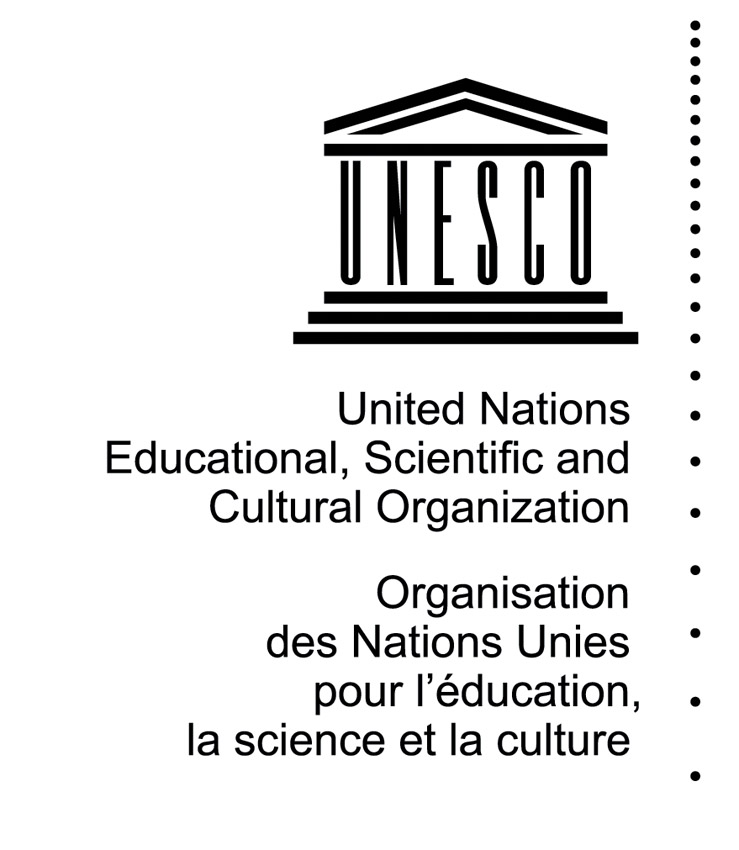 UNESCO
United Nations
Educational, Scientific and
Cultural Organization
Organisation
des Nations Unies
pour l’éducation,
la science et la culture